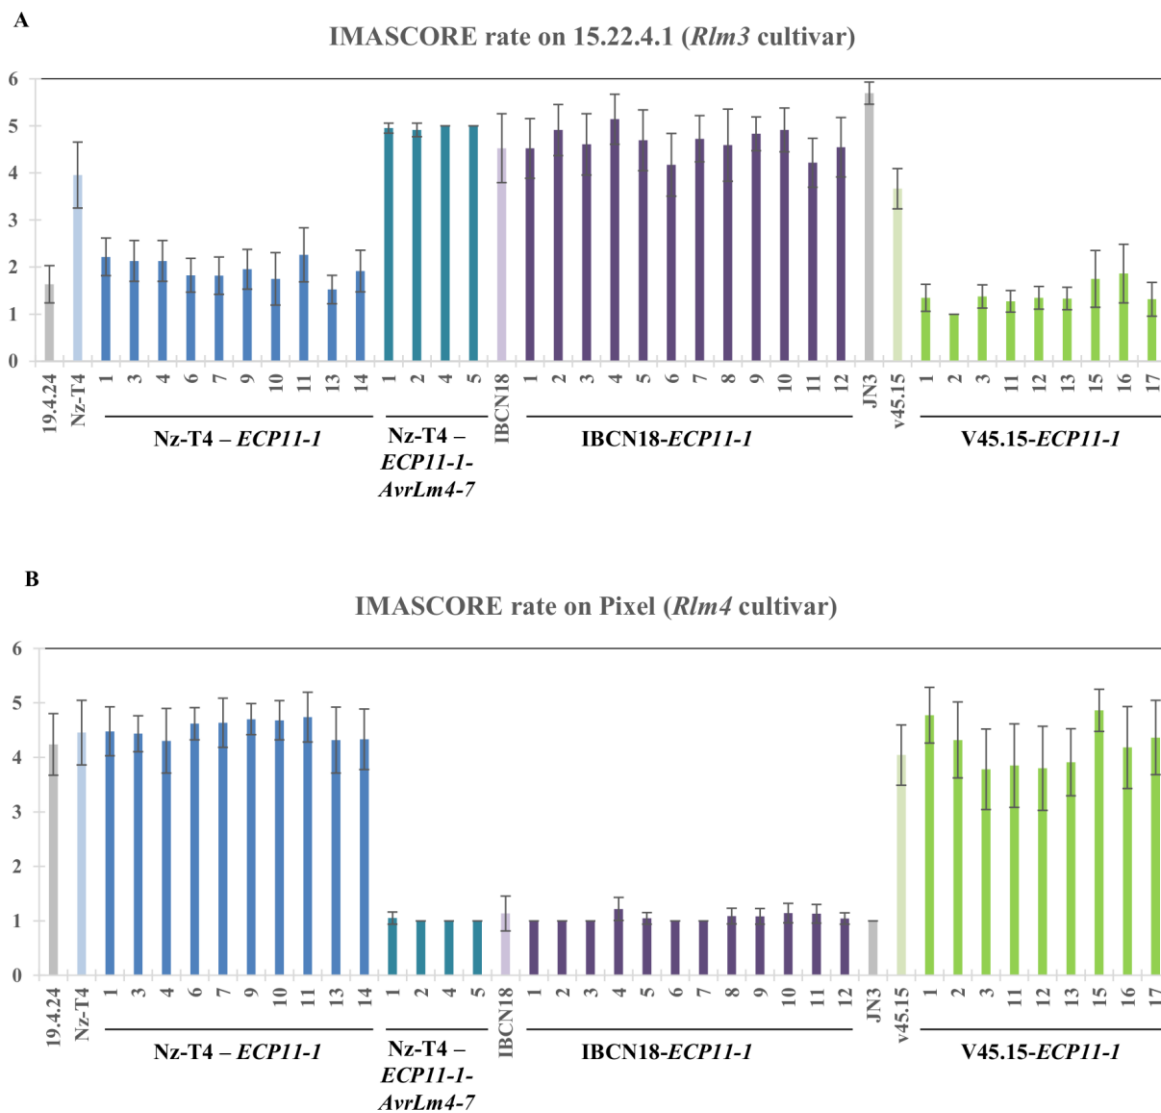 A
IMASCORE rate on 15.22.4.1 (Rlm3 cultivar)
6
5
4
3
2
1
0
19.4.24 Nz-T4 1 3 4 6 7 9 10 11 13 14 1 2 4 5 IBCN18 1 2 3 4 5 6 7 8 9 10 11 12 JN3 v45.15 1 2 3 11 12 13 15 16 17
Nz-T4 – ECP11-1
Nz-T4 –
ECP11-1-
AvrLm4-7
IBCN18-ECP11-1
V45.15-ECP11-1
B
IMASCORE rate on Pixel (Rlm4 cultivar)
6
5
4
3
2
1
0
19.4.24 Nz-T4 1 3 4 6 7 9 10 11 13 14 1 2 4 5 IBCN18 1 2 3 4 5 6 7 8 9 10 11 12 JN3 v45.15 1 2 3 11 12 13 15 16 17
Nz-T4 – ECP11-1
Nz-T4 –
ECP11-1-
AvrLm4-7
IBCN18-ECP11-1
V45.15-ECP11-1